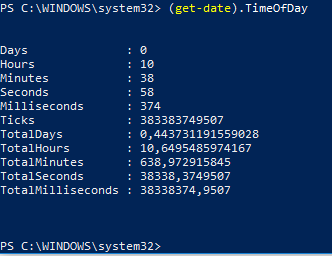 PS C:\WINDOWS\system32> (get-date).TimeOfDay
Days : 0
Hours : 10
Minutes : 38
Seconds : 58
Milliseconds : 374
Ticks : 383383749507
TotalDays : 0,443731191559028
TotalHours : 10,6495485974167
TotalMinutes : 638,972915845
TotalSeconds : 38338,3749507
TotalMilliseconds : 38338374,9507
PS C:\WINDOWS\system32>